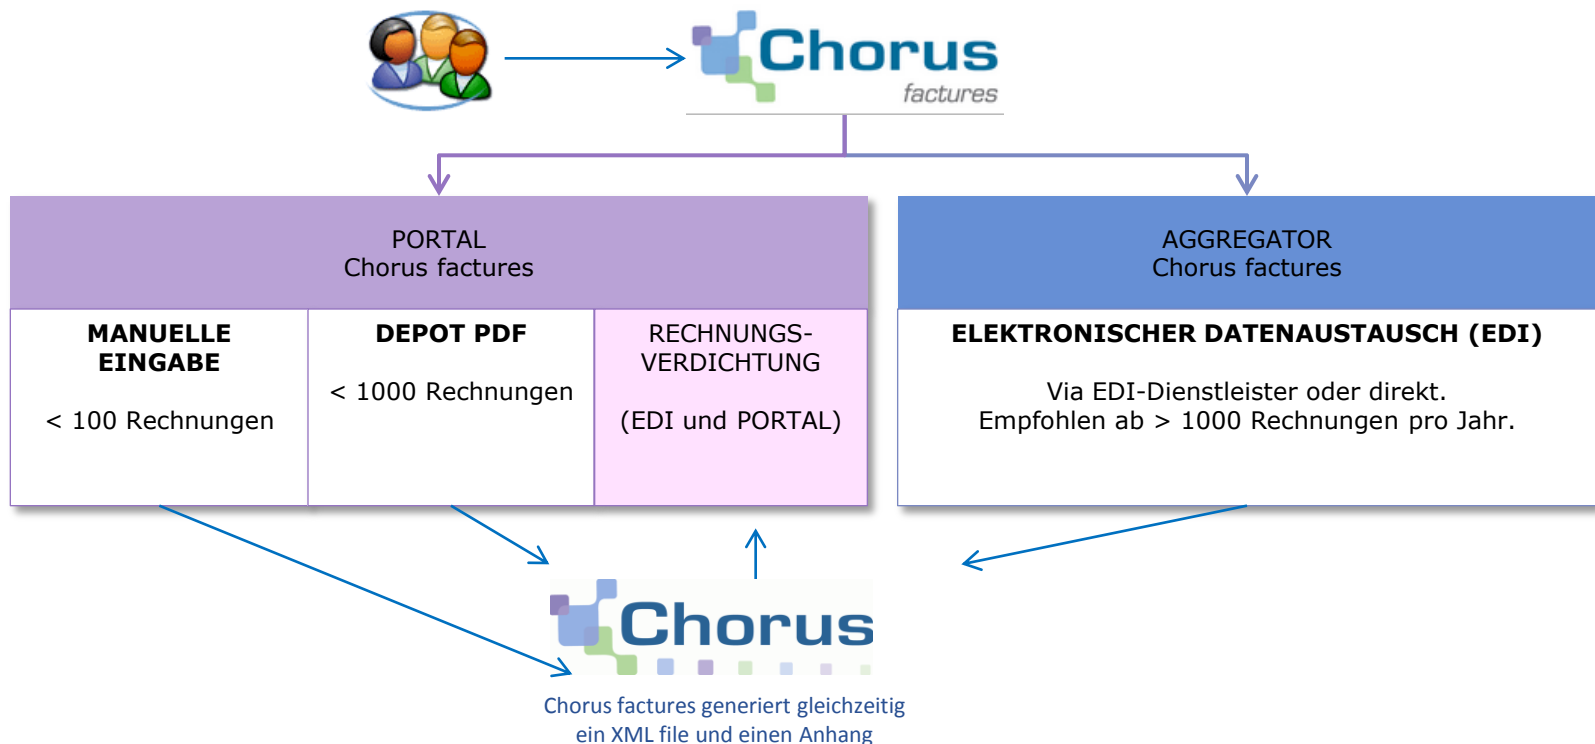 Chorus
factures
PORTAL
Chorus factures
AGGREGATOR
Chorus factures
MANUELLE
EINGABE
< 100 Rechnungen
DEPOT PDF
< 1000 Rechnungen
RECHNUNGS-
VERDICHTUNG
(EDI und PORTAL)
ELEKTRONISCHER DATENAUSTAUSCH (EDI)
Via EDI-Dienstleister oder direkt.
Empfohlen ab > 1000 Rechnungen pro Jahr.
Chorus
Chorus factures generiert gleichzeitig
ein XML file und einen Anhang